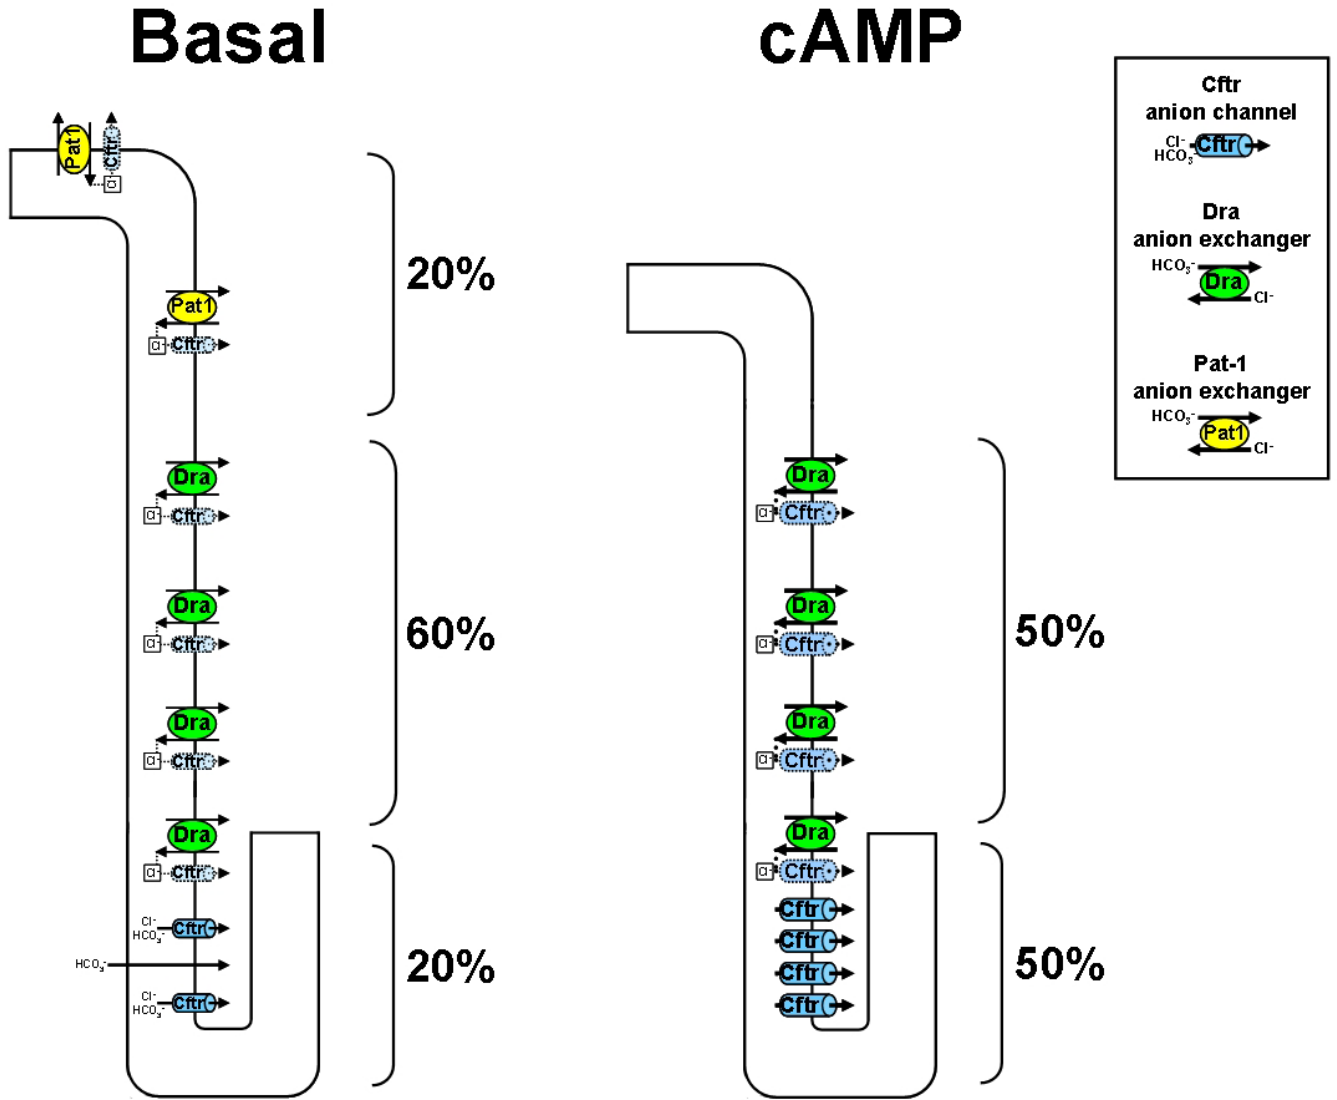 Basal
cAMP
Cftr
anion channel
Cl-
HCO3-
Cftr
Dra
anion exchanger
HCO3-
Dra
Cl-
Pat-1
anion exchanger
HCO3-
Pat1
Cl-
Pat1
Cftr
Cl-
20%
Pat1
Cl-
Cftr
Dra
Cl-
Cftr
60%
Dra
Cl-
Cftr
Dra
Cl-
Cftr
20%
Dra
Cl-
Cftr
Cl-
HCO3-
Cftr
HCO3-
Cl-
HCO3-
Cftr
50%
Dra
Cl-
Cftr
Dra
Cl-
Cftr
Dra
Cl-
Cftr
50%
Dra
Cl-
Cftr
Cftr
Cftr
Cftr
Cftr